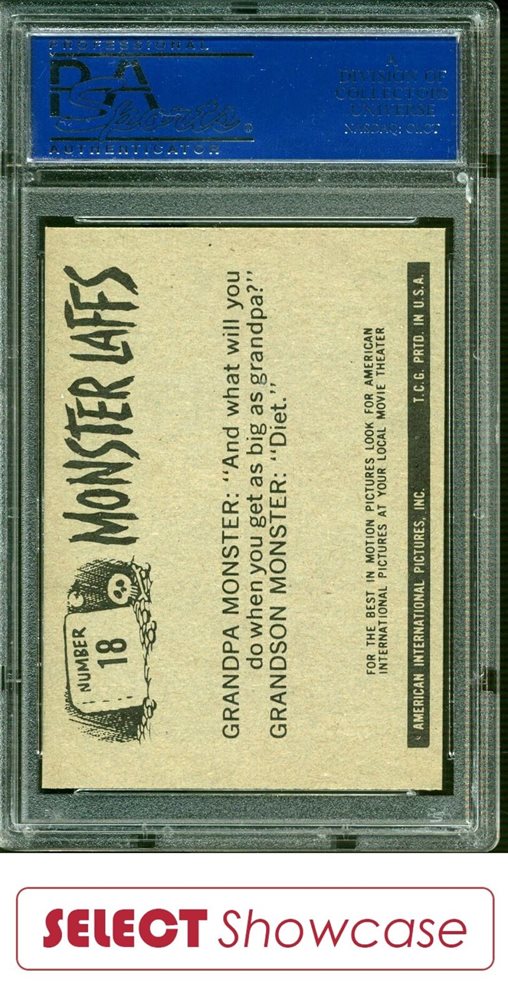 PROFESSIONAL
PSA
Sports®
AUTHENTICATOR
A
DIVISION OF
COLLECTORS
UNIVERSE
NASDAQ: CLCT
NUMBER
18
MONSTER LAFFS
GRANDPA MONSTER: "And what will you
do when you get as big as grandpa?"
GRANDSON MONSTER: "Diet."
FOR THE BEST IN MOTION PICTURES LOOK FOR AMERICAN
INTERNATIONAL PICTURES AT YOUR LOCAL MOVIE THEATER
AMERICAN INTERNATIONAL PICTURES, INC. T.C.G. PRTD. IN U.S.A.
SELECT Showcase